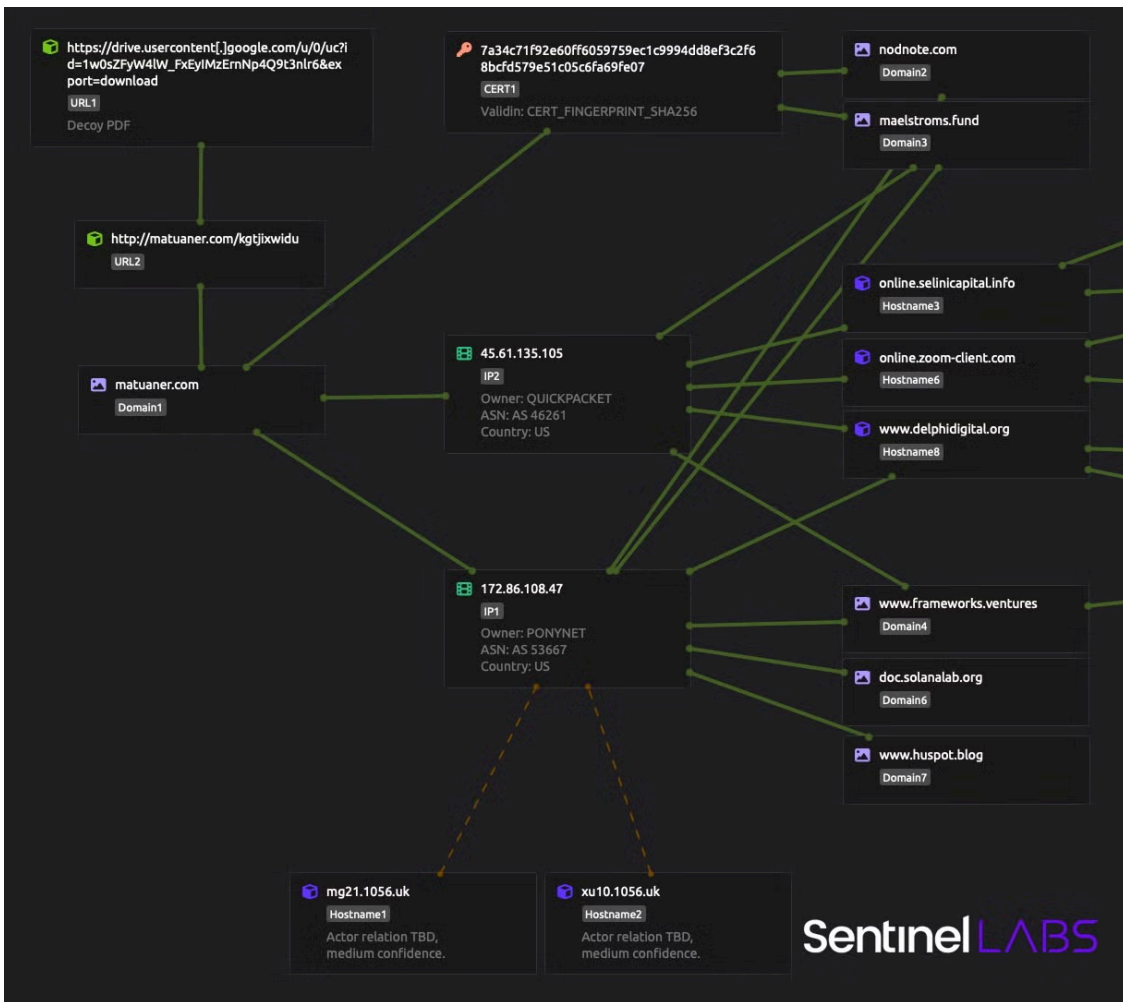 https://drive.usercontent[.]google.com/u/0/uc?i
d=1w0sZFyW4lW_FxEyIMzErnNp4Q9t3nlr6&ex
port=download
URL1
Decoy PDF
7a34c71f92e60ff6059759ec1c9994dd8ef3c2f6
8bcfd579e51c05c6fa69fe07
CERT1
Validin: CERT_FINGERPRINT_SHA256
nodnote.com
Domain2
maelstroms.fund
Domain3
http://matuaner.com/kgtjixwidu
URL2
online.selinicapital.info
Hostname3
45.61.135.105
IP2
Owner: QUICKPACKET
ASN: AS 46261
Country: US
online.zoom-client.com
Hostname6
matuaner.com
Domain1
www.delphidigital.org
Hostname8
172.86.108.47
IP1
Owner: PONYNET
ASN: AS 53667
Country: US
www.frameworks.ventures
Domain4
doc.solanalab.org
Domain6
www.huspot.blog
Domain7
mg21.1056.uk
Hostname1
Actor relation TBD,
medium confidence.
xu10.1056.uk
Hostname2
Actor relation TBD,
medium confidence.
Sentinel LABS